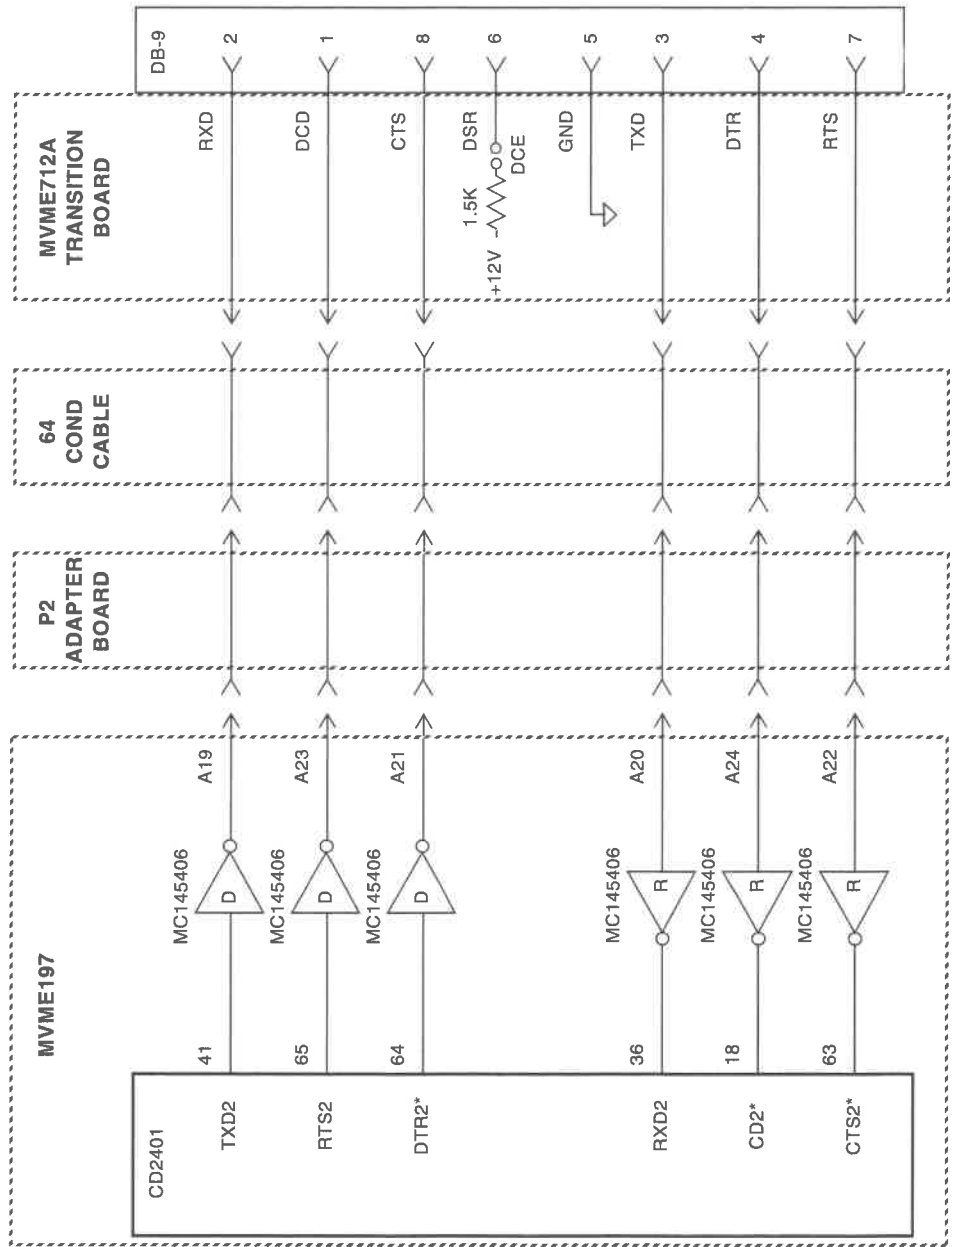 MVME197
P2
ADAPTER
BOARD
64
COND
CABLE
MVME712A
TRANSITION
BOARD
CD2401
DB-9
TXD2
41
MC145406
D
A19
RXD
2
RTS2
65
MC145406
D
A23
DCD
1
DTR2*
64
MC145406
D
A21
CTS
8
+12V
1.5K
DSR
DCE
6
GND
5
RXD2
36
MC145406
R
A20
TXD
3
CD2*
18
MC145406
R
A24
DTR
4
CTS2*
63
MC145406
R
A22
RTS
7